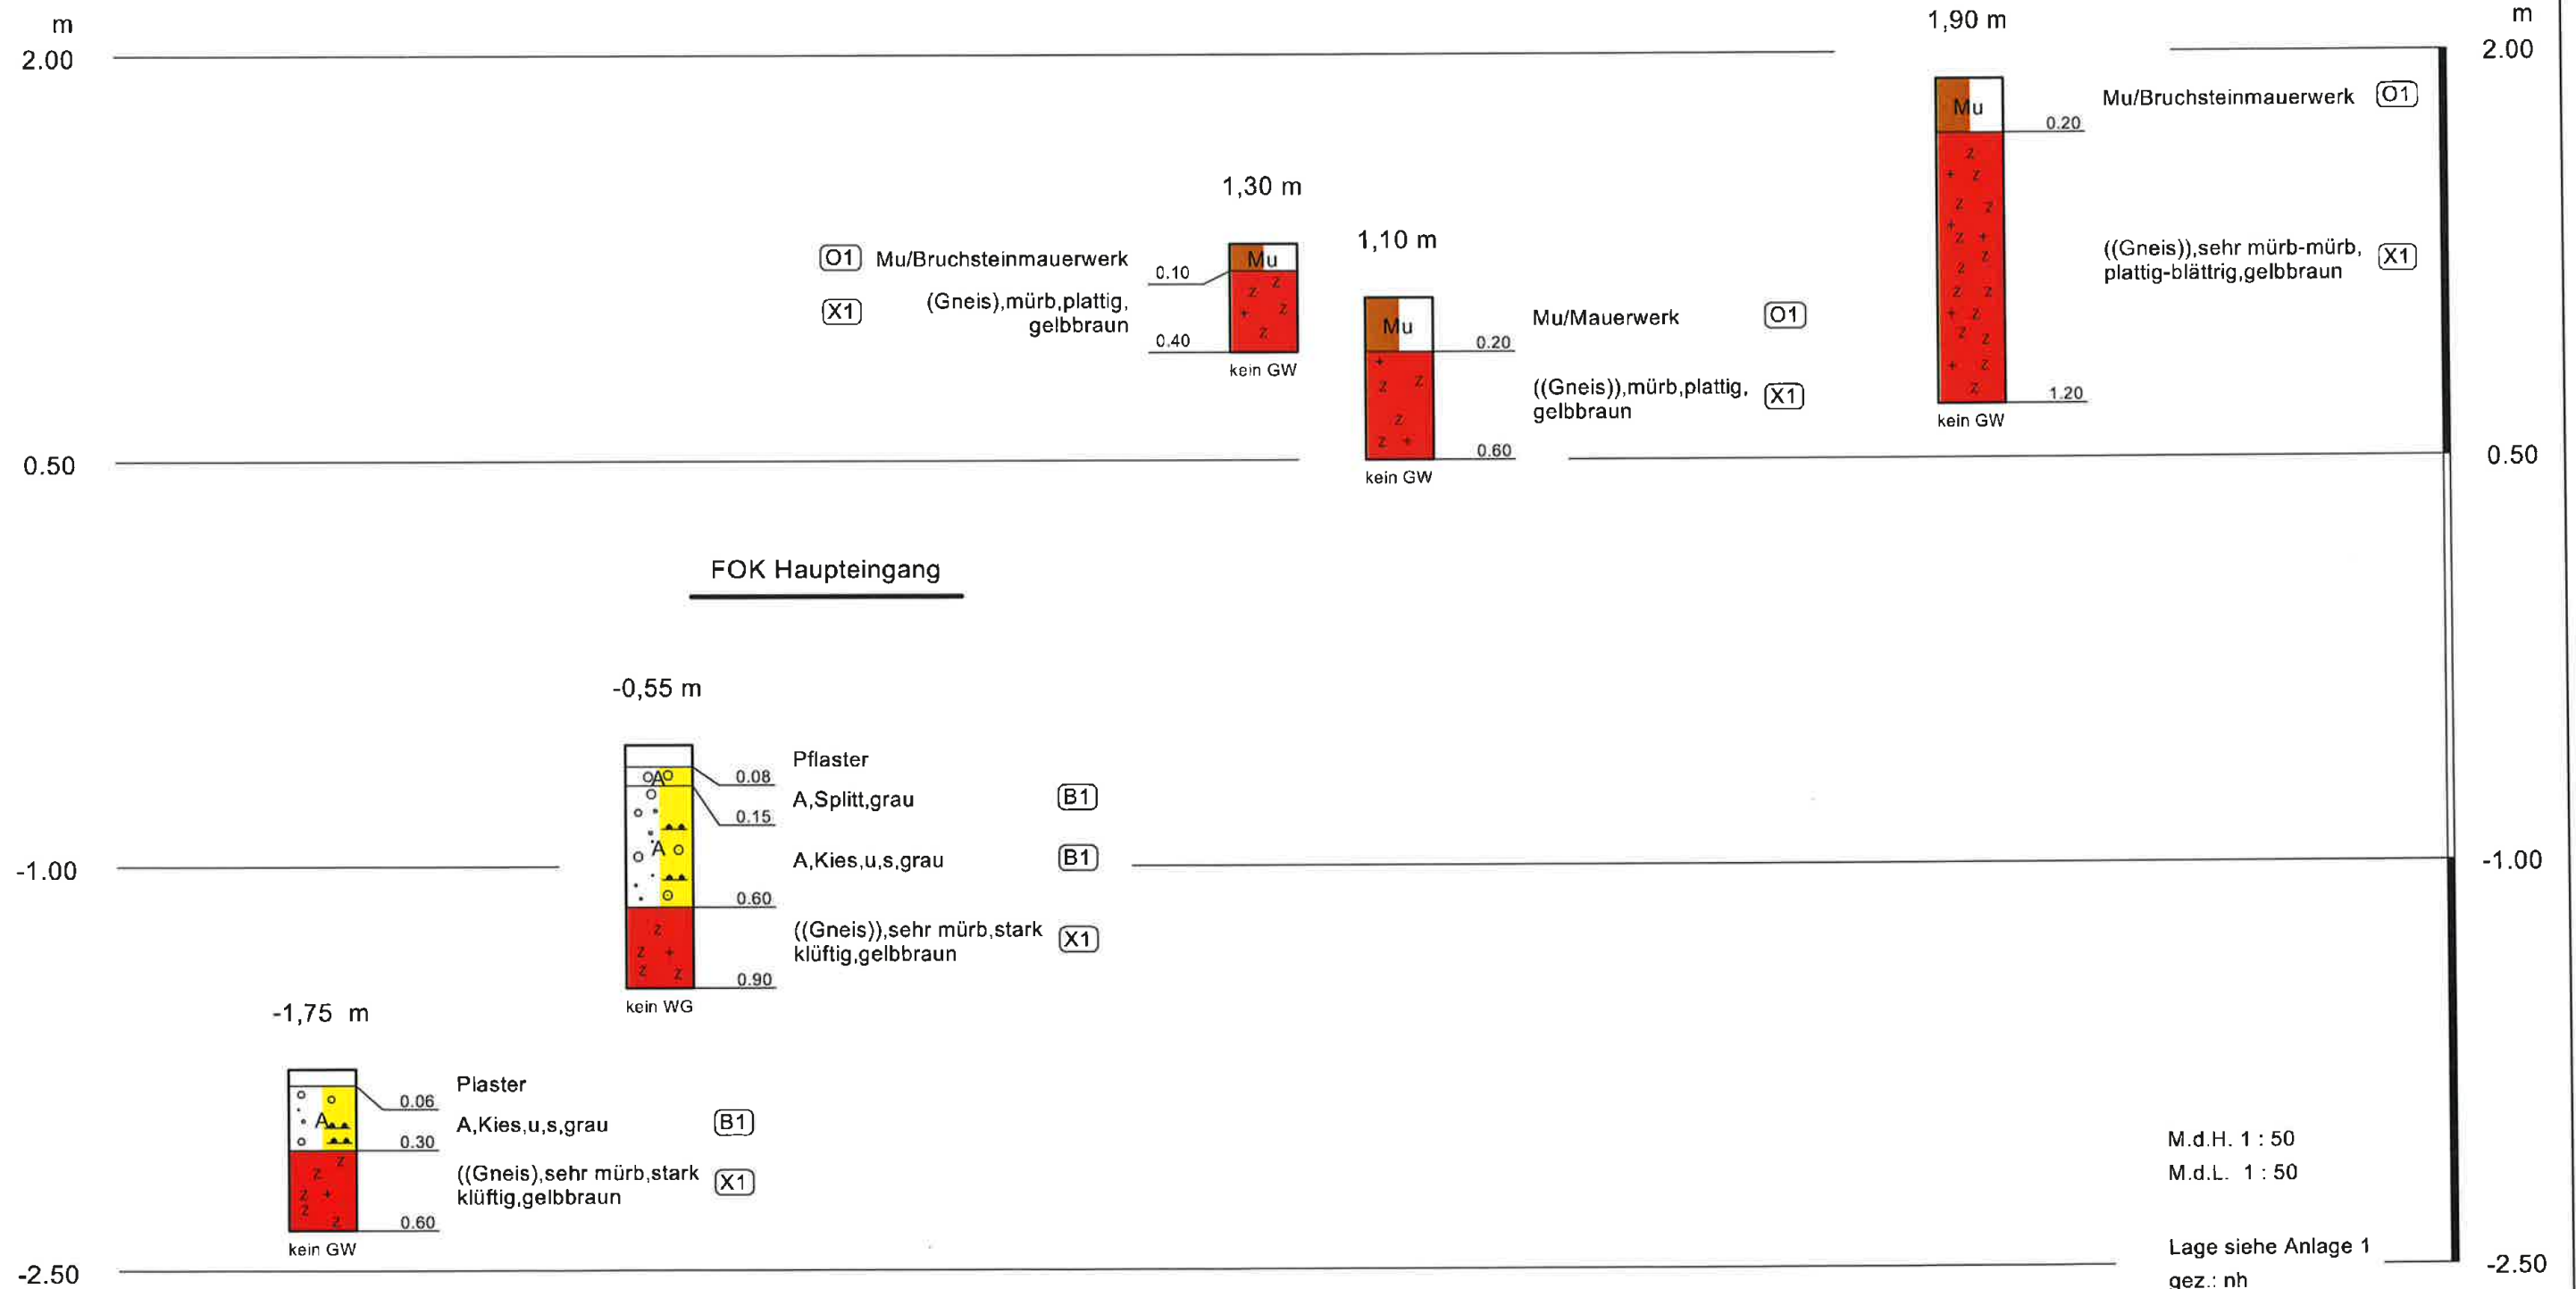 m
2.00
1,90 m
m
2.00
Mu
0.20
Mu/Bruchsteinmauerwerk O1
((Gneis)),sehr mürb-mürb,
plattig-blättrig,gelbbraun X1
1.20
kein GW
1,30 m
O1 Mu/Bruchsteinmauerwerk
0.10
Mu
X1 (Gneis),mürb,plattig,
gelbbraun
0.40
kein GW
1,10 m
Mu
0.20
Mu/Mauerwerk O1
((Gneis)),mürb,plattig,
gelbbraun X1
0.60
kein GW
0.50
0.50
FOK Haupteingang
-0,55 m
A
A
0.08
0.15
0.60
0.90
Pflaster
A,Splitt,grau B1
A,Kies,u,s,grau B1
((Gneis)),sehr mürb,stark
klüftig,gelbbraun X1
kein WG
-1.00
-1.00
-1,75 m
A
0.06
0.30
0.60
Plaster
A,Kies,u,s,grau B1
((Gneis),sehr mürb,stark
klüftig,gelbbraun X1
kein GW
M.d.H. 1 : 50
M.d.L. 1 : 50
Lage siehe Anlage 1
gez.: nh
-2.50
-2.50